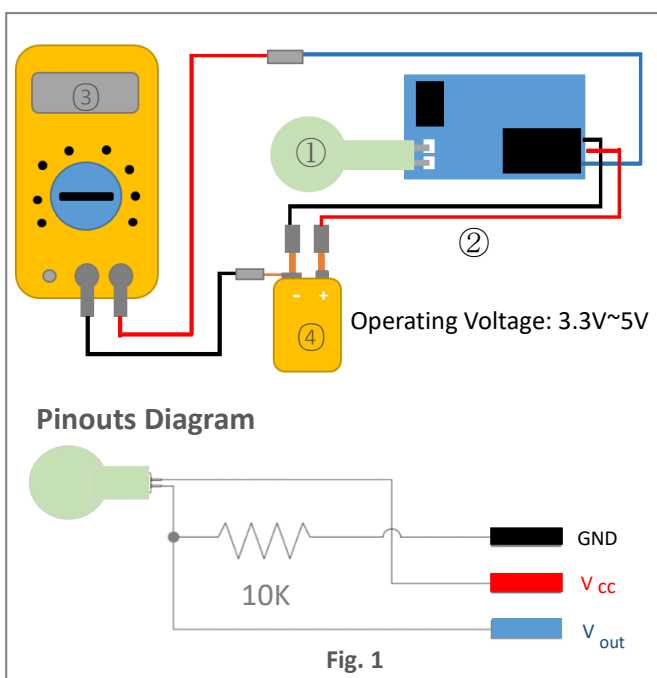 ③
①
②
- +
④
Operating Voltage: 3.3V~5V
Pinouts Diagram
GND
10K
V cc
V out
Fig. 1